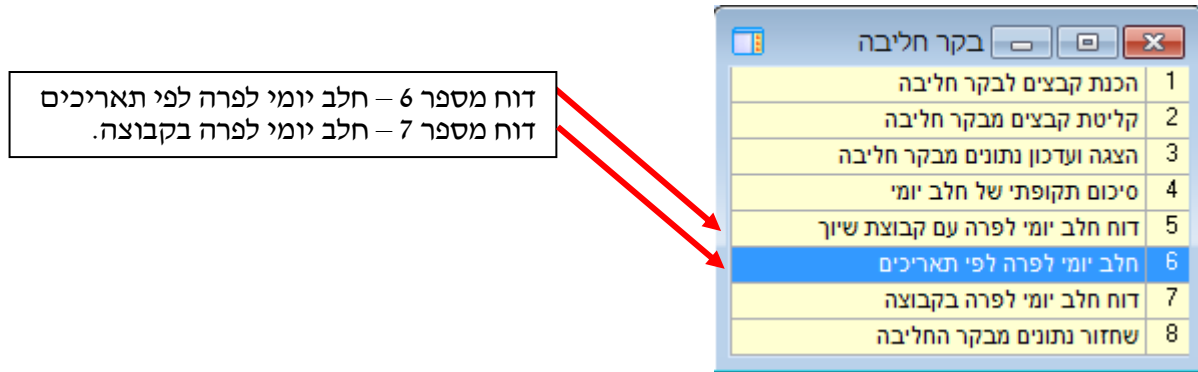 בקר חליבה
דוח מספר 6 – חלב יומי לפרה לפי תאריכים
דוח מספר 7 – חלב יומי לפרה בקבוצה.
1 הכנת קבצים לבקר חליבה
2 קליטת קבצים מבקר חליבה
3 הצגה ועדכון נתונים מבקר חליבה
4 סיכום תקופתי של חלב יומי
5 דוח חלב יומי לפרה עם קבוצת שיוך
6 חלב יומי לפרה לפי תאריכים
7 דוח חלב יומי לפרה בקבוצה
8 שחזור נתונים מבקר החליבה